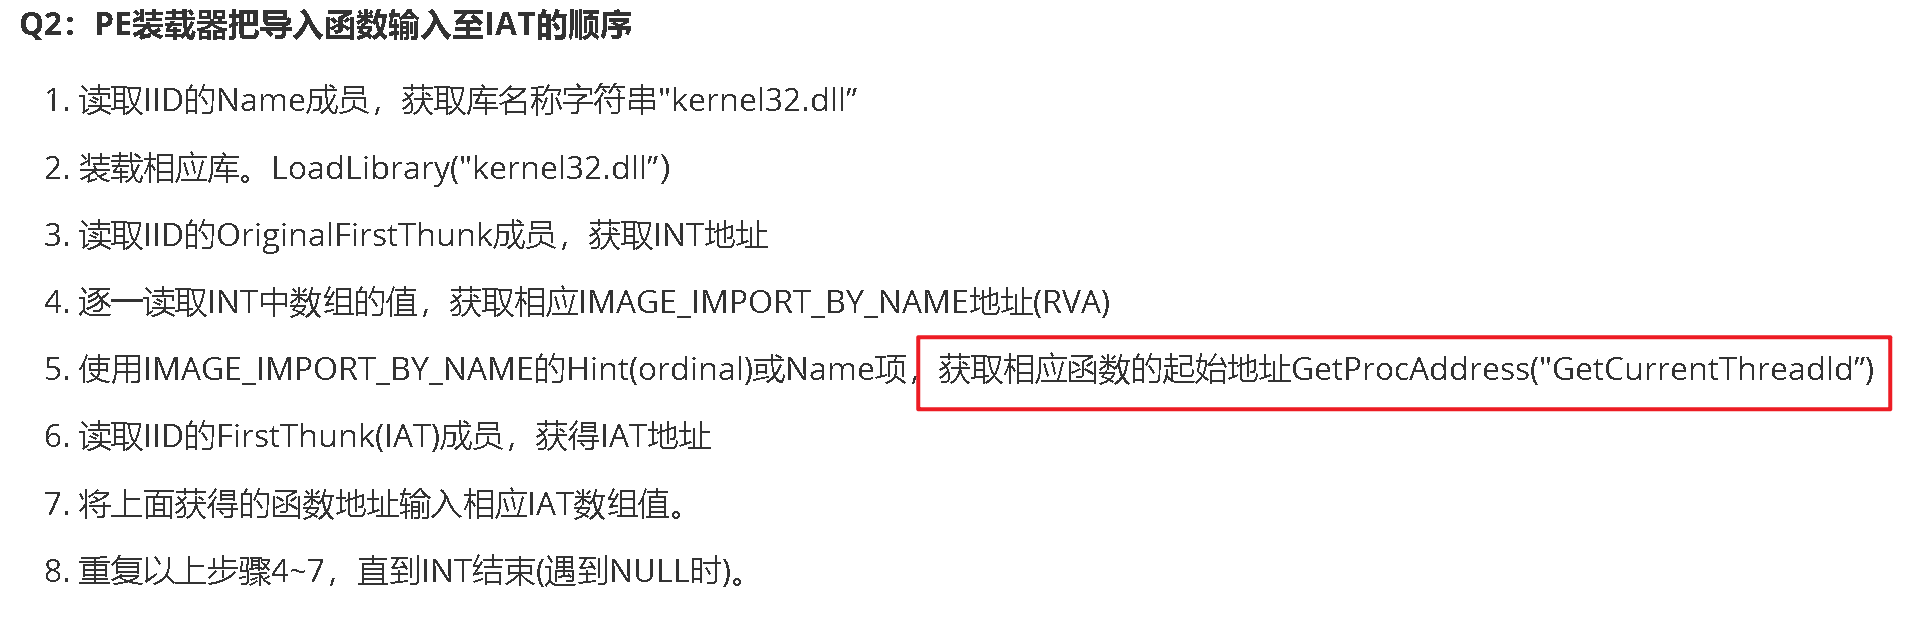 Q2：PE装载器把导入函数输入至IAT的顺序
1. 读取IID的Name成员，获取库名称字符串"kernel32.dll”
2. 装载相应库。LoadLibrary("kernel32.dll”)
3. 读取IID的OriginalFirstThunk成员，获取INT地址
4. 逐一读取INT中数组的值，获取相应IMAGE_IMPORT_BY_NAME地址(RVA)
5. 使用IMAGE_IMPORT_BY_NAME的Hint(ordinal)或Name项，获取相应函数的起始地址GetProcAddress("GetCurrentThreadId”)
6. 读取IID的FirstThunk(IAT)成员，获得IAT地址
7. 将上面获得的函数地址输入相应IAT数组值。
8. 重复以上步骤4~7，直到INT结束(遇到NULL时)。